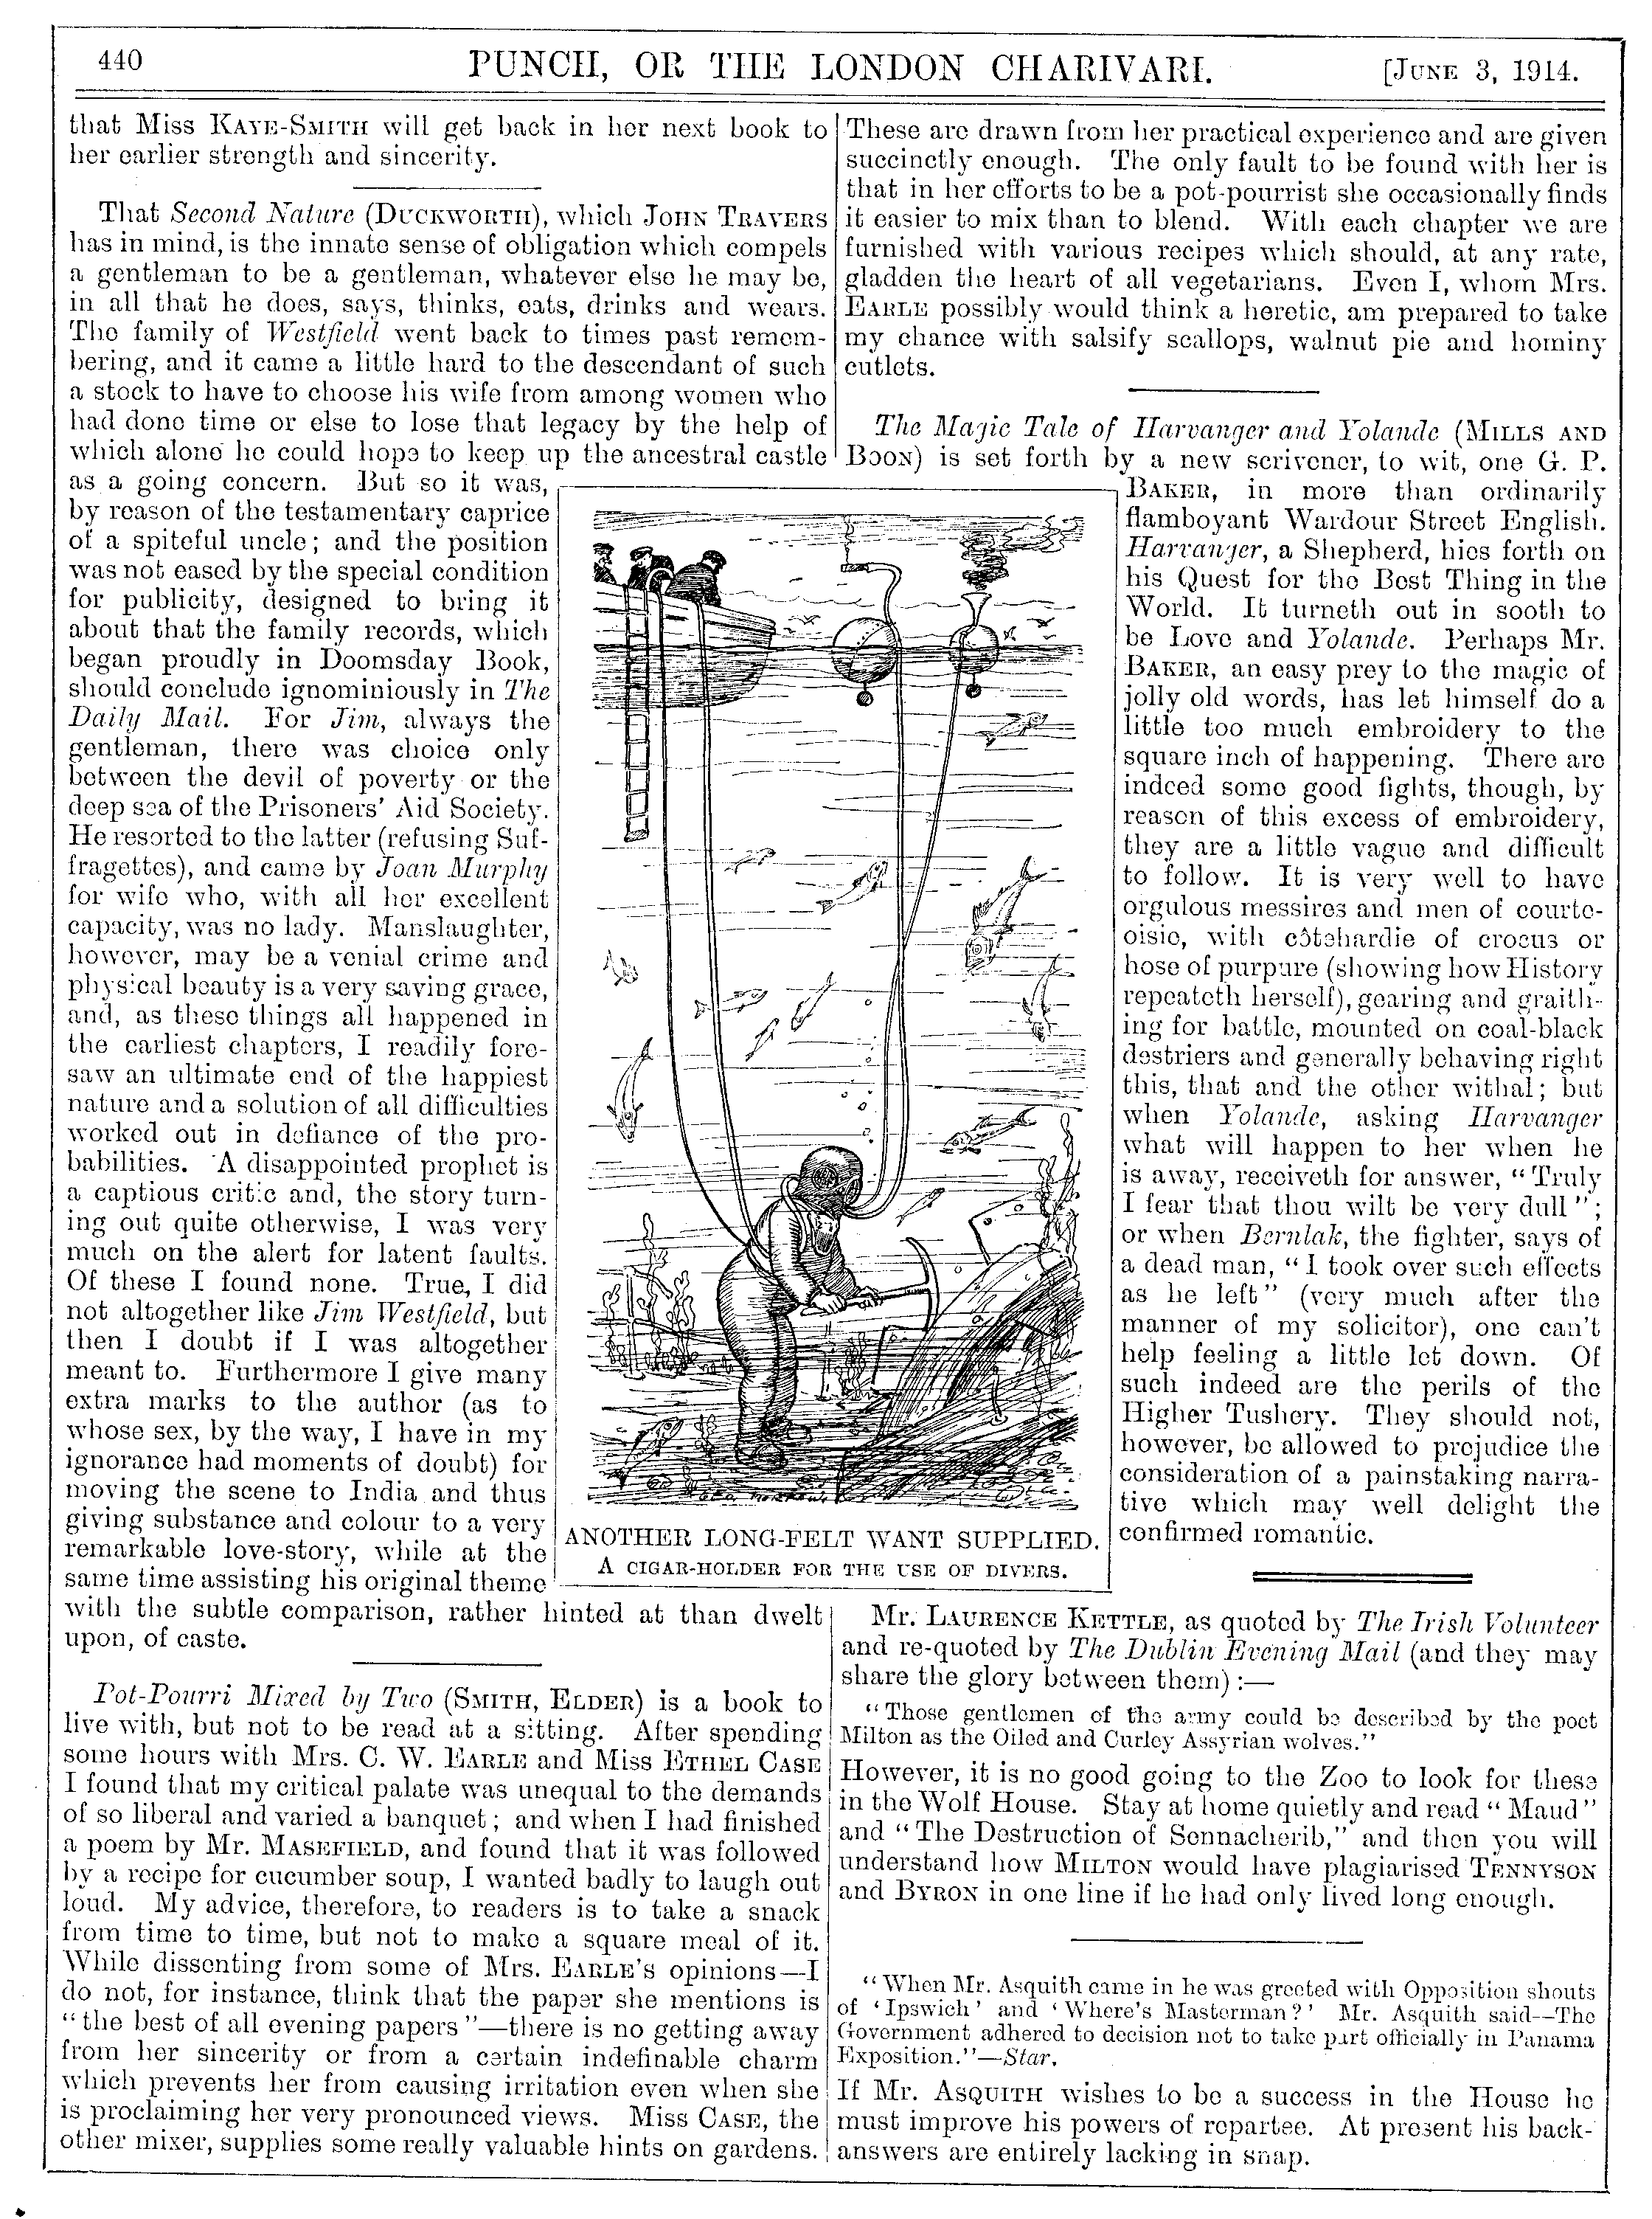 440
PUNCH, OR THE LONDON CHARIVARI.
[JUNE 3, 1914.
that Miss KAYE-SMITH will get back in her next book to
her earlier strength and sincerity.
That Second Nature (DUCKWORTH), which JOHN TRAVERS
has in mind, is the innate sense of obligation which compels
a gentleman to be a gentleman, whatever else he may be,
in all that he does, says, thinks, eats, drinks and wears.
The family of Westfield went back to times past remem-
bering, and it came a little hard to the descendant of such
a stock to have to choose his wife from among women who
had done time or else to lose that legacy by the help of
which alone he could hope to keep up the ancestral castle
as a going concern. But so it was,
by reason of the testamentary caprice
of a spiteful uncle; and the position
was not eased by the special condition
for publicity, designed to bring it
about that the family records, which
began proudly in Doomsday Book,
should conclude ignominiously in The
Daily Mail. For Jim, always the
gentleman, there was choice only
between the devil of poverty or the
deep sea of the Prisoners' Aid Society.
He resorted to the latter (refusing Suf-
fragettes), and came by Joan Murphy
for wife who, with all her excellent
capacity, was no lady. Manslaughter,
however, may be a venial crime and
physical beauty is a very saving grace,
and, as these things all happened in
the earliest chapters, I readily fore-
saw an ultimate end of the happiest
nature and a solution of all difficulties
worked out in defiance of the pro-
babilities. A disappointed prophet is
a captious critic and, the story turn-
ing out quite otherwise, I was very
much on the alert for latent faults.
Of these I found none. True, I did
not altogether like Jim Westfield, but
then I doubt if I was altogether
meant to. Furthermore I give many
extra marks to the author (as to
whose sex, by the way, I have in my
ignorance had moments of doubt) for
moving the scene to India and thus
giving substance and colour to a very
remarkable love-story, while at the
same time assisting his original theme
with the subtle comparison, rather hinted at than dwelt
upon, of caste.
Pot-Pourri Mixed by Two (SMITH, ELDER) is a book to
live with, but not to be read at a sitting. After spending
some hours with Mrs. C. W. EARLE and Miss ETHEL CASE
I found that my critical palate was unequal to the demands
of so liberal and varied a banquet; and when I had finished
a poem by Mr. MASEFIELD, and found that it was followed
by a recipe for cucumber soup, I wanted badly to laugh out
loud. My advice, therefore, to readers is to take a snack
from time to time, but not to make a square meal of it.
While dissenting from some of Mrs. EARLE'S opinions—I
do not, for instance, think that the paper she mentions is
"the best of all evening papers"—there is no getting away
from her sincerity or from a certain indefinable charm
which prevents her from causing irritation even when she
is proclaiming her very pronounced views. Miss CASE, the
other mixer, supplies some really valuable hints on gardens.
These are drawn from her practical experience and are given
succinctly enough. The only fault to be found with her is
that in her efforts to be a pot-pourrist she occasionally finds
it easier to mix than to blend. With each chapter we are
furnished with various recipes which should, at any rate,
gladden the heart of all vegetarians. Even I, whom Mrs.
EARLE possibly would think a heretic, am prepared to take
my chance with salsify scallops, walnut pie and hominy
cutlets.
The Magic Tale of Harvanger and Yolande (MILLS AND
BOON) is set forth by a new scrivener, to wit, one G. P.
BAKER, in more than ordinarily
flamboyant Wardour Street English.
Harvanger, a Shepherd, hies forth on
his Quest for the Best Thing in the
World. It turneth out in sooth to
be Love and Yolande. Perhaps Mr.
BAKER, an easy prey to the magic of
jolly old words, has let himself do a
little too much embroidery to the
square inch of happening. There are
indeed some good fights, though, by
reason of this excess of embroidery,
they are a little vague and difficult
to follow. It is very well to have
orgulous messires and men of courte-
oisie, with côtehardie of crocus or
hose of purpure (showing how History
repeateth herself), gearing and graith-
ing for battle, mounted on coal-black
destriers and generally behaving right
this, that and the other withal; but
when Yolande, asking Harvanger
what will happen to her when he
is away, receiveth for answer, "Truly
I fear that thou wilt be very dull";
or when Bernlak, the fighter, says of
a dead man, "I took over such effects
as he left" (very much after the
manner of my solicitor), one can't
help feeling a little let down. Of
such indeed are the perils of the
Higher Tushery. They should not,
however, be allowed to prejudice the
consideration of a painstaking narra-
tive which may well delight the
confirmed romantic.
ANOTHER LONG-FELT WANT SUPPLIED.
A CIGAR-HOLDER FOR THE USE OF DIVERS.
Mr. LAURENCE KETTLE, as quoted by The Irish Volunteer
and re-quoted by The Dublin Evening Mail (and they may
share the glory between them):—
"Those gentlemen of the army could be described by the poet
Milton as the Oiled and Curley Assyrian wolves."
However, it is no good going to the Zoo to look for these
in the Wolf House. Stay at home quietly and read "Maud"
and "The Destruction of Sennacherib," and then you will
understand how MILTON would have plagiarised TENNYSON
and BYRON in one line if he had only lived long enough.
"When Mr. Asquith came in he was greeted with Opposition shouts
of 'Ipswich' and 'Where's Masterman?' Mr. Asquith said--The
Government adhered to decision not to take part officially in Panama
Exposition."—Star.
If Mr. ASQUITH wishes to be a success in the House he
must improve his powers of repartee. At present his back-
answers are entirely lacking in snap.